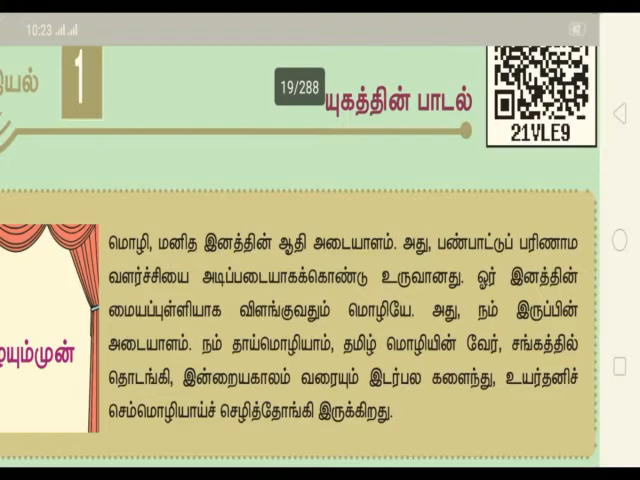 10:23
இயல் 1
19/288
யுகத்தின் பாடல்
21VLE9
மொழி, மனித இனத்தின் ஆதி அடையாளம். அது, பண்பாட்டுப் பரிணாம
வளர்ச்சியை அடிப்படையாகக்கொண்டு உருவானது. ஓர் இனத்தின்
மையப்புள்ளியாக விளங்குவதும் மொழியே. அது, நம் இருப்பின்
அடையாளம். நம் தாய்மொழியாம், தமிழ் மொழியின் வேர், சங்கத்தில்
தொடங்கி, இன்றையகாலம் வரையும் இடர்பல களைந்து, உயர்தனிச்
செம்மொழியாய்ச் செழித்தோங்கி இருக்கிறது.
யும்முன்